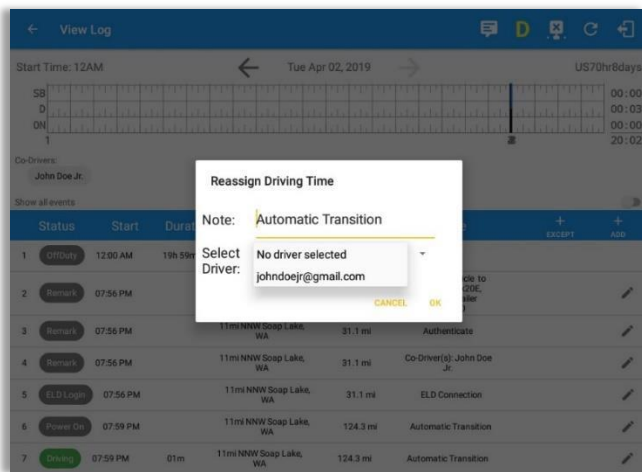 View Log
D
Start Time: 12AM
Tue Apr 02, 2019
US70hr8days
SB
00:00
D
00:03
ON
00:00
1
20:02
Co-Drivers:
John Doe Jr.
Show all events
Reassign Driving Time
Note: Automatic Transition
Select Driver:
No driver selected
johndoejr@gmail.com
CANCEL OK
Status Start Durat
EXCEPT ADD
1 OffDuty 12:00 AM 19h 59m
2 Remark 07:56 PM
3 Remark 07:56 PM 11mi NNW Soap Lake, WA 31.1 mi Authenticate
4 Remark 07:56 PM 11mi NNW Soap Lake, WA 31.1 mi Co-Driver(s): John Doe Jr.
5 ELD Login 07:56 PM 11mi NNW Soap Lake, WA 31.1 mi ELD Connection
6 Power On 07:59 PM 11mi NNW Soap Lake, WA 124.3 mi Automatic Transition
7 Driving 07:59 PM 01m 11mi NNW Soap Lake, WA 124.3 mi Automatic Transition